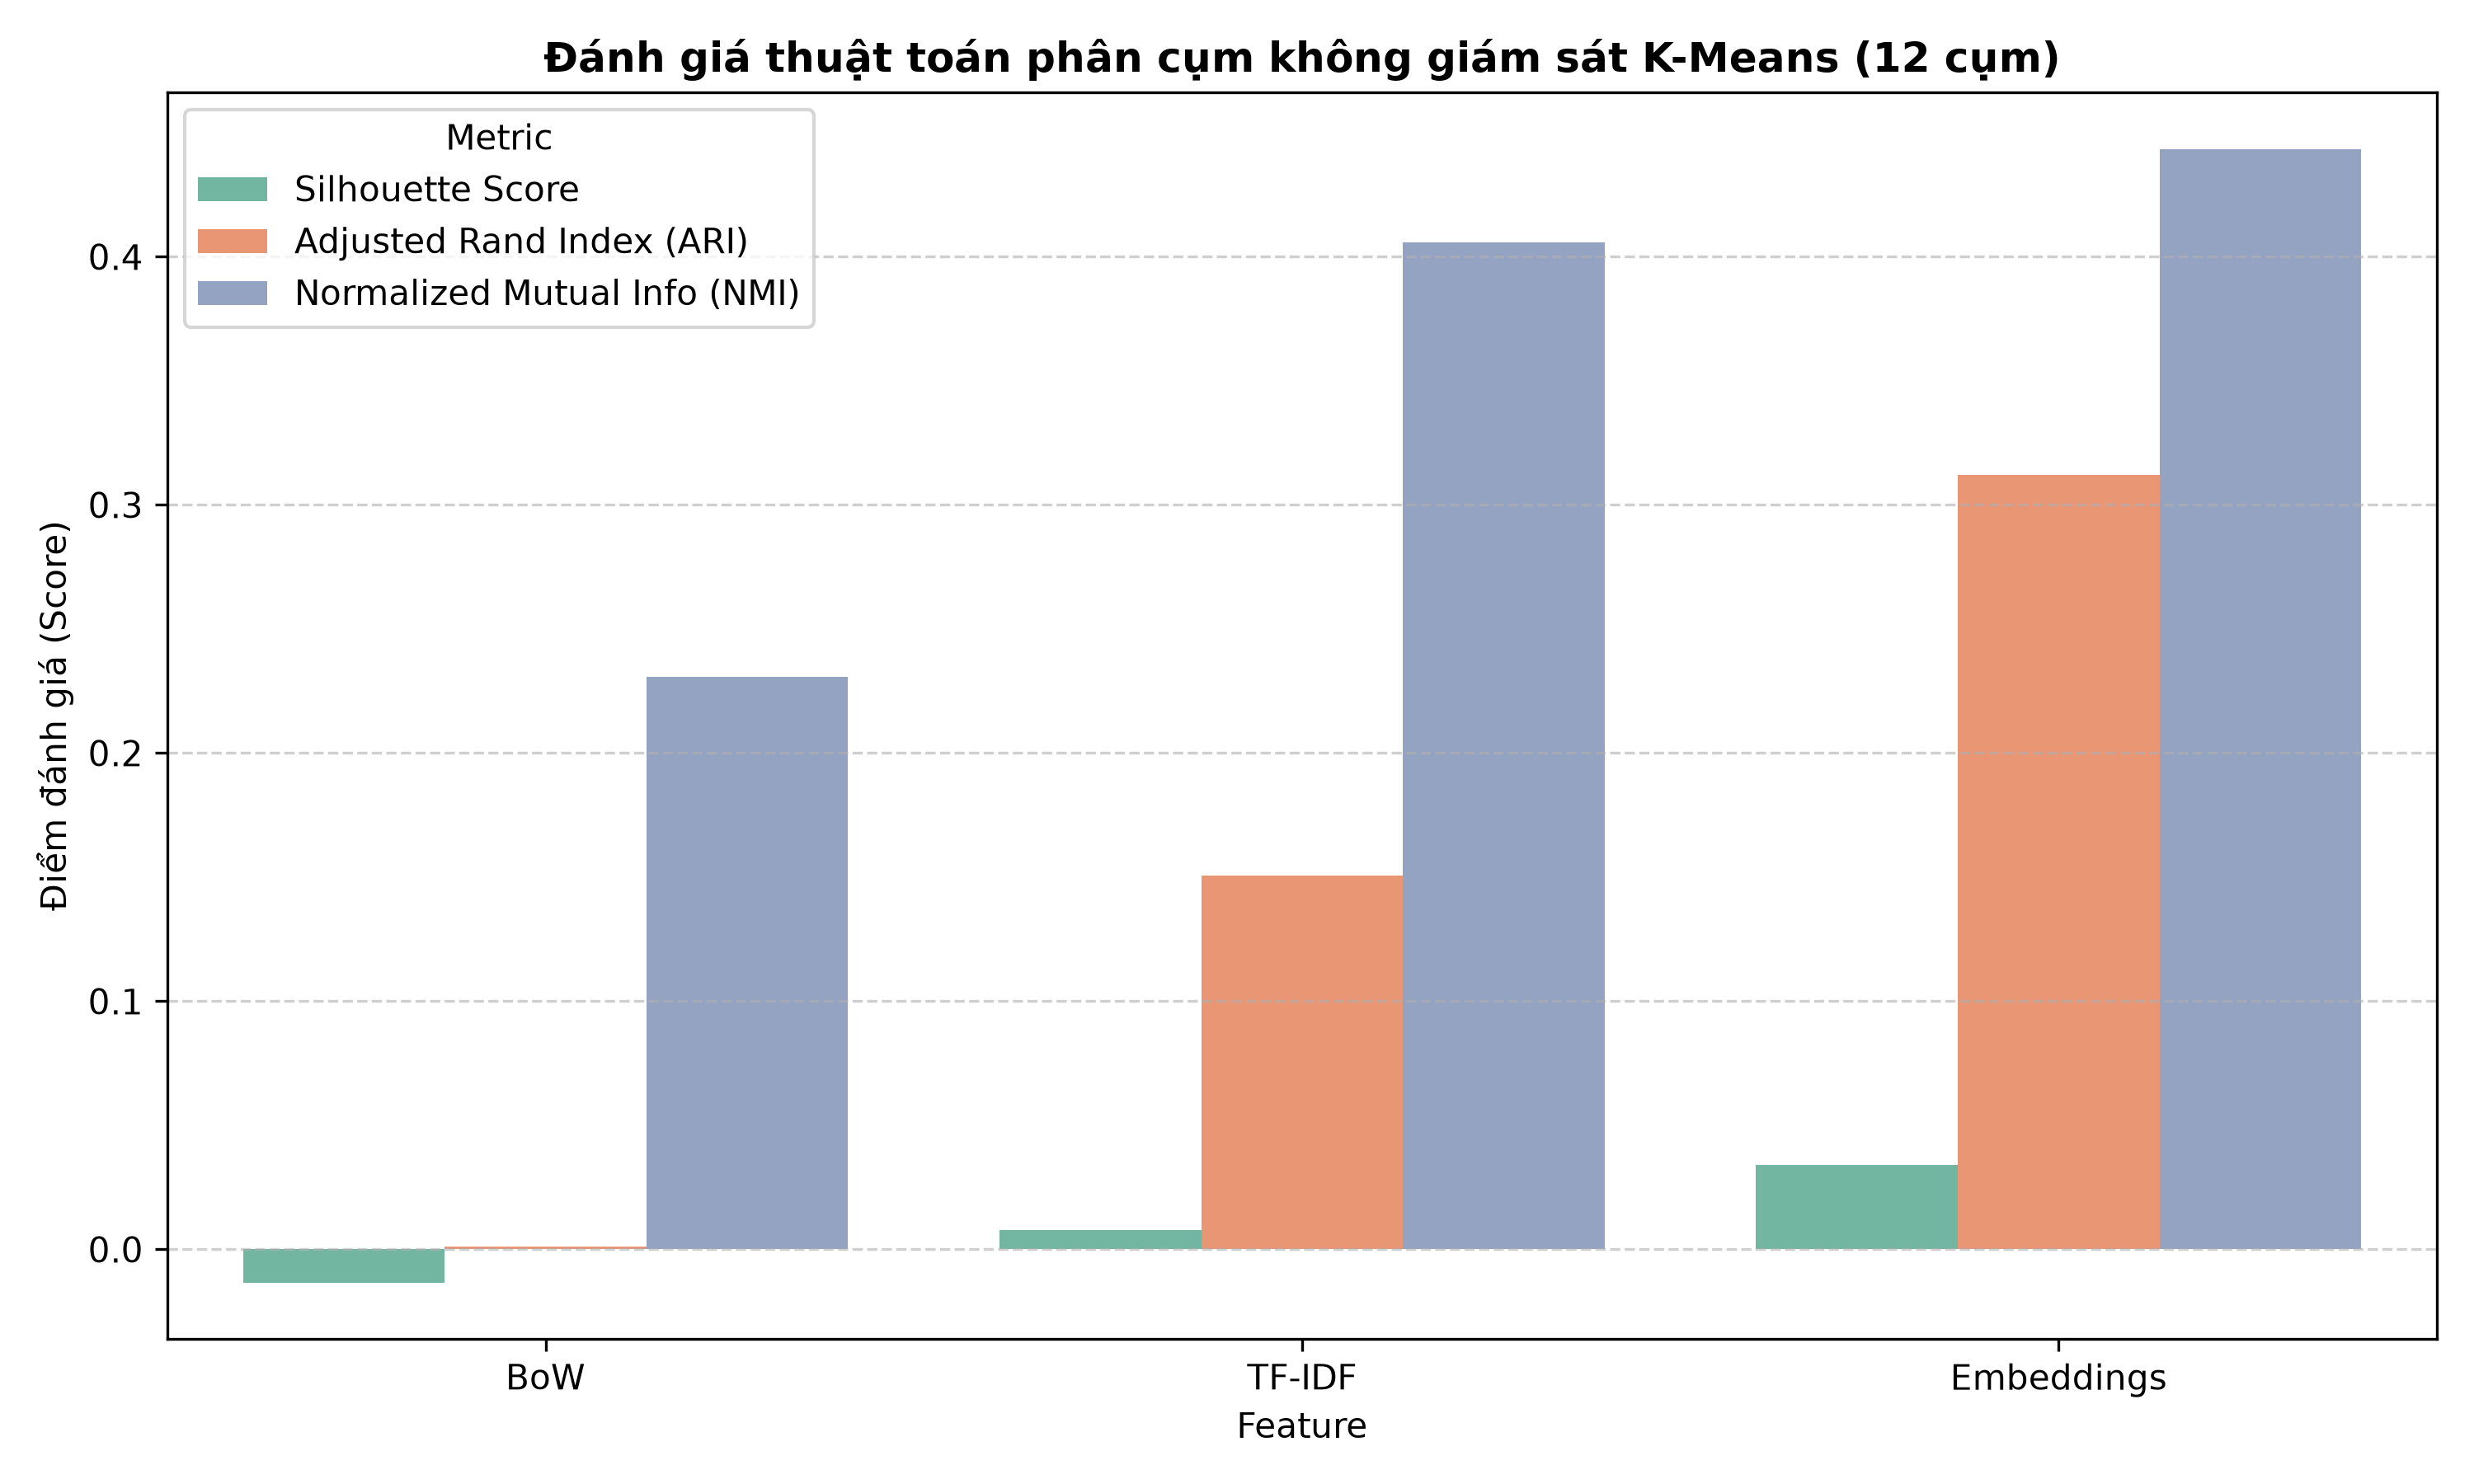 Đánh giá thuật toán phân cụm không giám sát K-Means (12 cụm)
Metric
Silhouette Score
Adjusted Rand Index (ARI)
Normalized Mutual Info (NMI)
Điểm đánh giá (Score)
0.4
0.3
0.2
0.1
0.0
BoW
TF-IDF
Embeddings
Feature